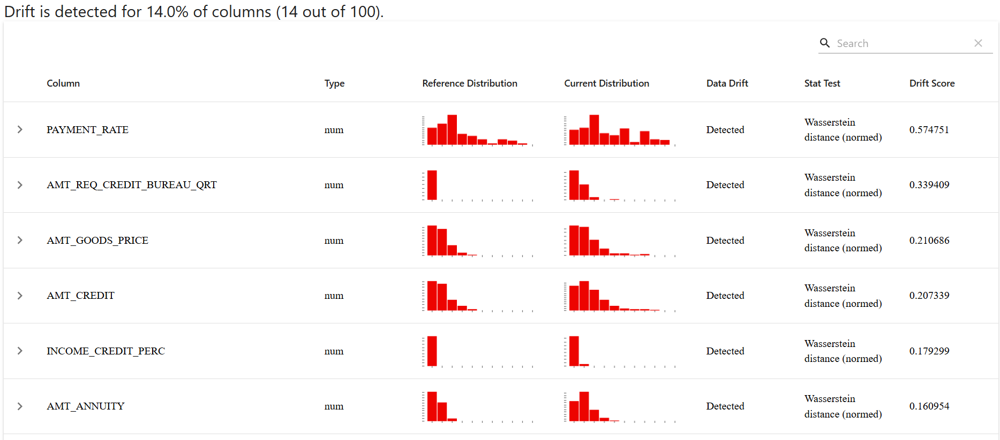 Drift is detected for 14.0% of columns (14 out of 100).
Search
Column Type Reference Distribution Current Distribution Data Drift Stat Test Drift Score
PAYMENT_RATE num Detected Wasserstein distance (normed) 0.574751
AMT_REQ_CREDIT_BUREAU_QRT num Detected Wasserstein distance (normed) 0.339409
AMT_GOODS_PRICE num Detected Wasserstein distance (normed) 0.210686
AMT_CREDIT num Detected Wasserstein distance (normed) 0.207339
INCOME_CREDIT_PERC num Detected Wasserstein distance (normed) 0.179299
AMT_ANNUITY num Detected Wasserstein distance (normed) 0.160954